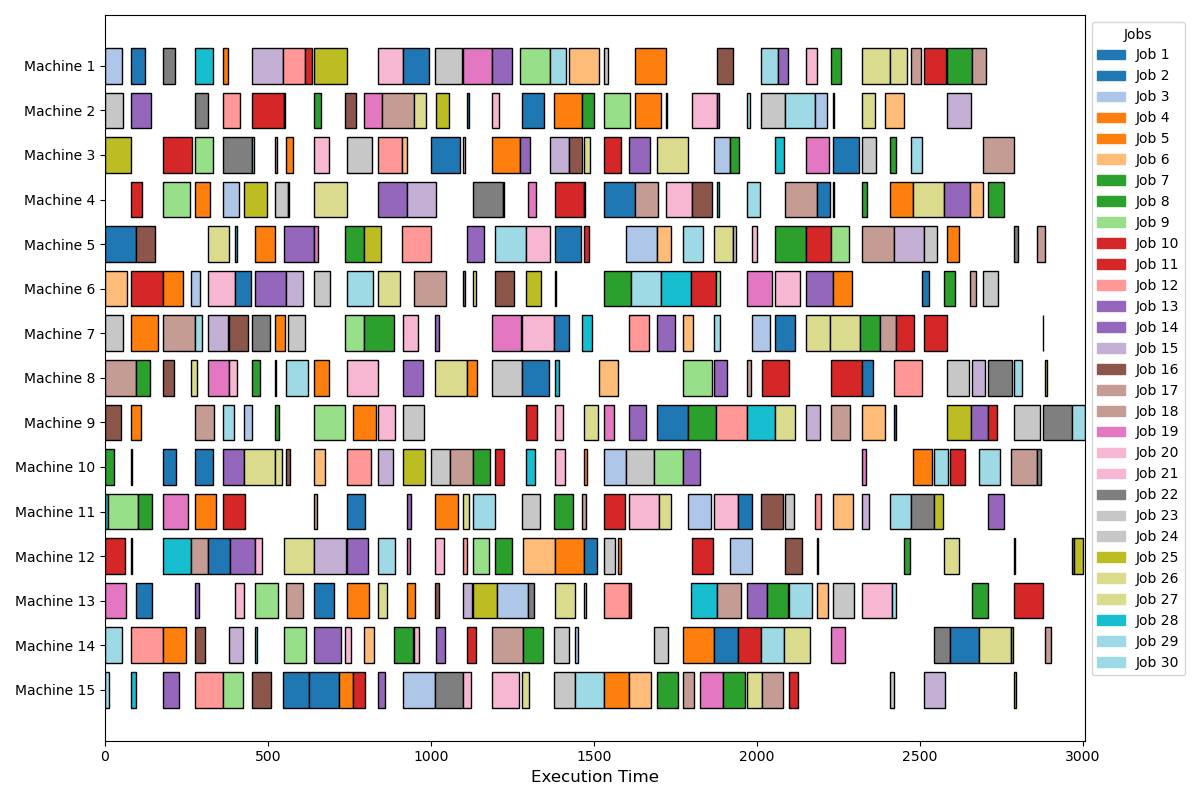 Machine 1
Machine 2
Machine 3
Machine 4
Machine 5
Machine 6
Machine 7
Machine 8
Machine 9
Machine 10
Machine 11
Machine 12
Machine 13
Machine 14
Machine 15
0
500
1000
1500
2000
2500
3000
Execution Time
Jobs
Job 1
Job 2
Job 3
Job 4
Job 5
Job 6
Job 7
Job 8
Job 9
Job 10
Job 11
Job 12
Job 13
Job 14
Job 15
Job 16
Job 17
Job 18
Job 19
Job 20
Job 21
Job 22
Job 23
Job 24
Job 25
Job 26
Job 27
Job 28
Job 29
Job 30